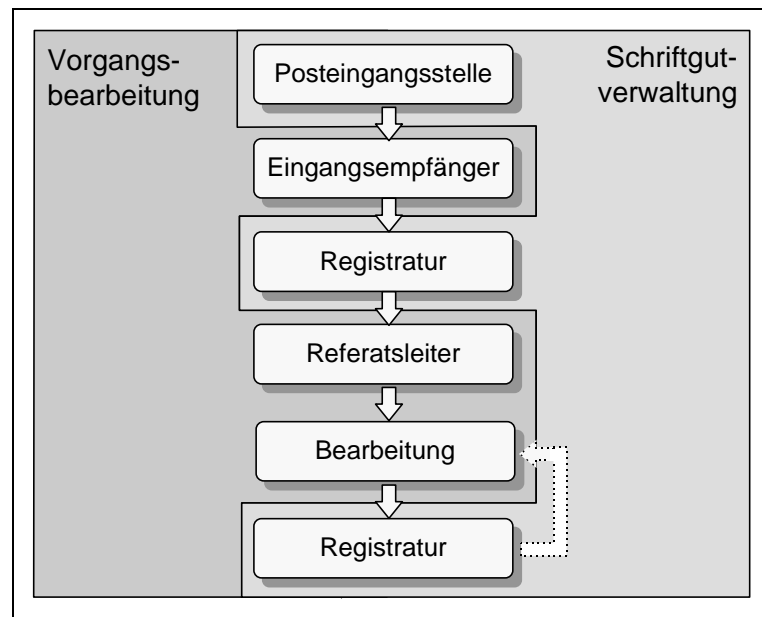 Vorgangs-
bearbeitung
Schriftgut-
verwaltung
Posteingangsstelle
Eingangsempfänger
Registratur
Referatsleiter
Bearbeitung
Registratur